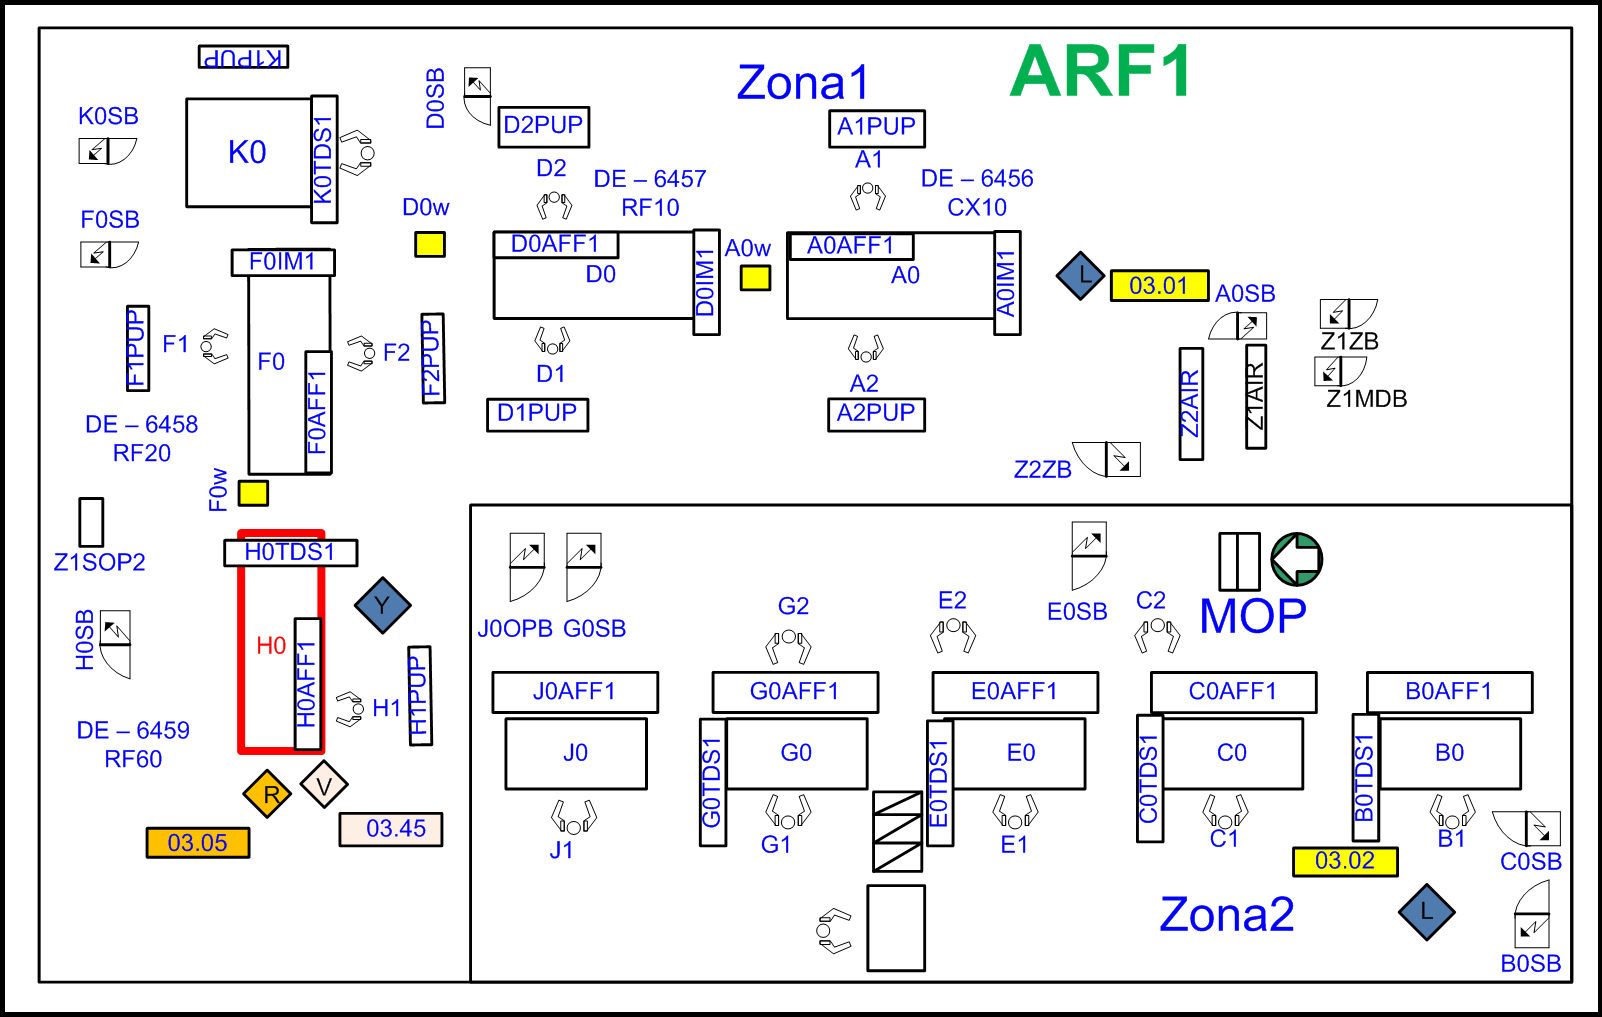 K1PUP
Zona1
ARF1
K0SB
K0
K0TDS1
D0SB
D2PUP
A1PUP
D2
A1
DE – 6457
RF10
DE – 6456
CX10
F0SB
D0w
D0AFF1
D0
D0IM1
A0w
A0AFF1
A0
A0IM1
L
03.01
A0SB
F0IM1
F1PUP
F1
F0
F0AFF1
F2
F2PUP
D1
D1PUP
A2
A2PUP
Z1ZB
Z1MDB
Z2AIR
Z1AIR
Z2ZB
DE – 6458
RF20
F0w
Z1SOP2
H0TDS1
H0SB
H0
H0AFF1
Y
H1
H1PUP
DE – 6459
RF60
R
V
03.05
03.45
J0OPB
G0SB
G2
E2
E0SB
C2
MOP
J0AFF1
G0AFF1
E0AFF1
C0AFF1
B0AFF1
J0
G0TDS1
G0
E0TDS1
E0
C0TDS1
C0
B0TDS1
B0
J1
G1
E1
C1
B1
03.02
C0SB
Zona2
L
B0SB